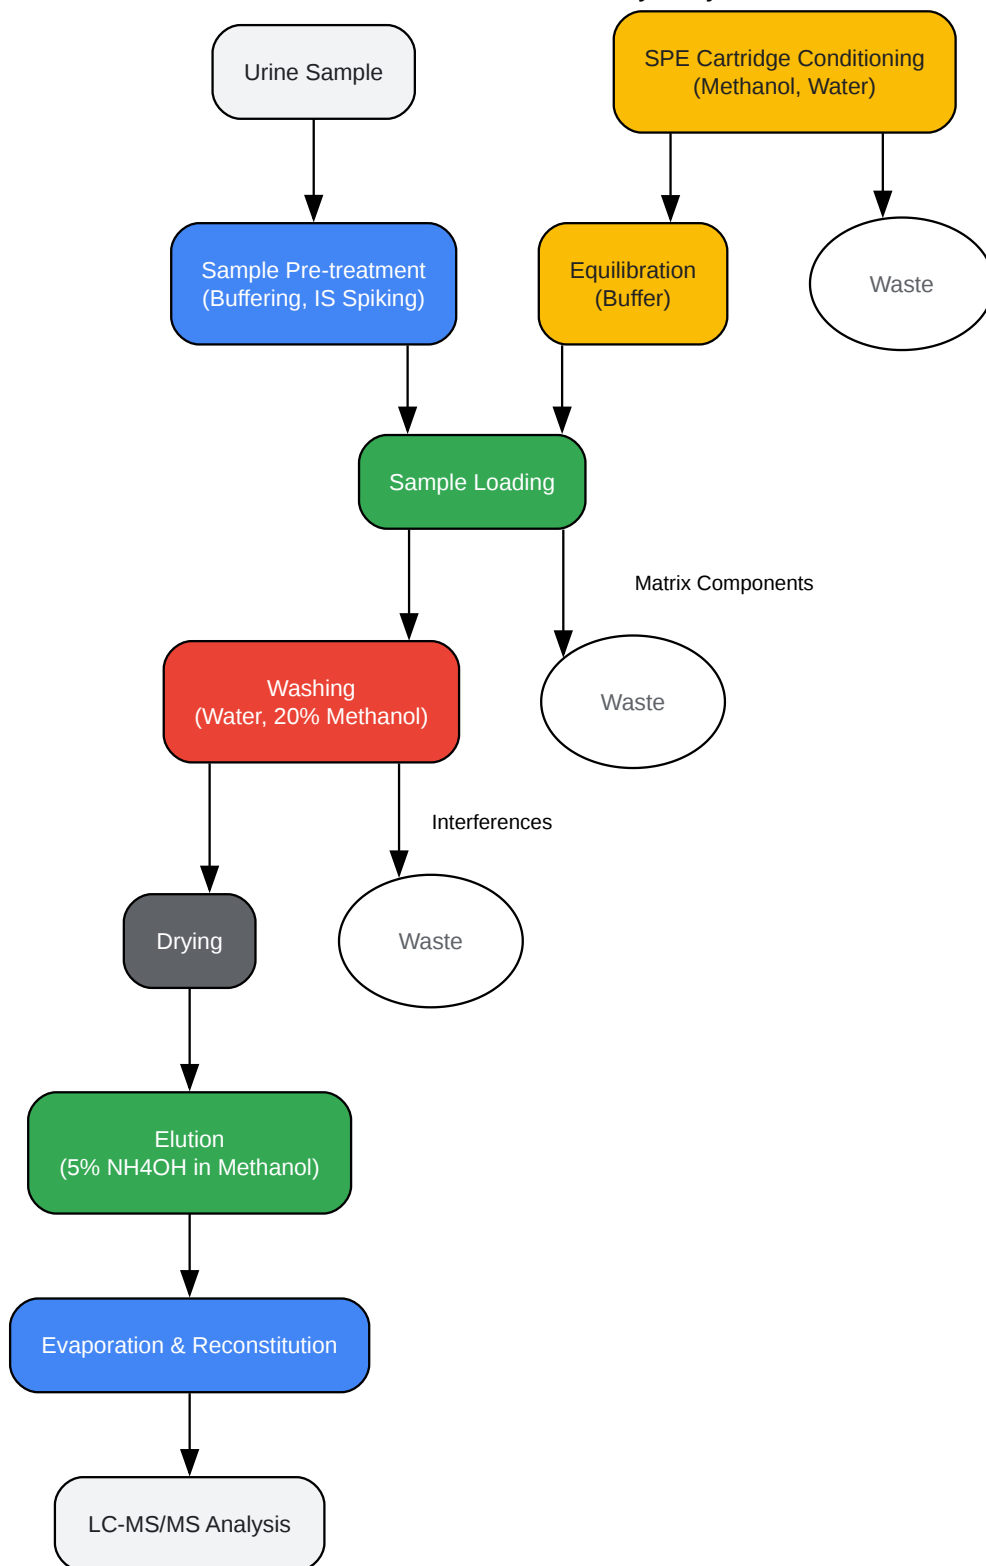 Urine Sample
SPE Cartridge Conditioning
(Methanol, Water)
Sample Pre-treatment
(Buffering, IS Spiking)
Equilibration
(Buffer)
Waste
Sample Loading
Matrix Components
Washing
(Water, 20% Methanol)
Waste
Interferences
Drying
Waste
Elution
(5% NH4OH in Methanol)
Evaporation & Reconstitution
LC-MS/MS Analysis